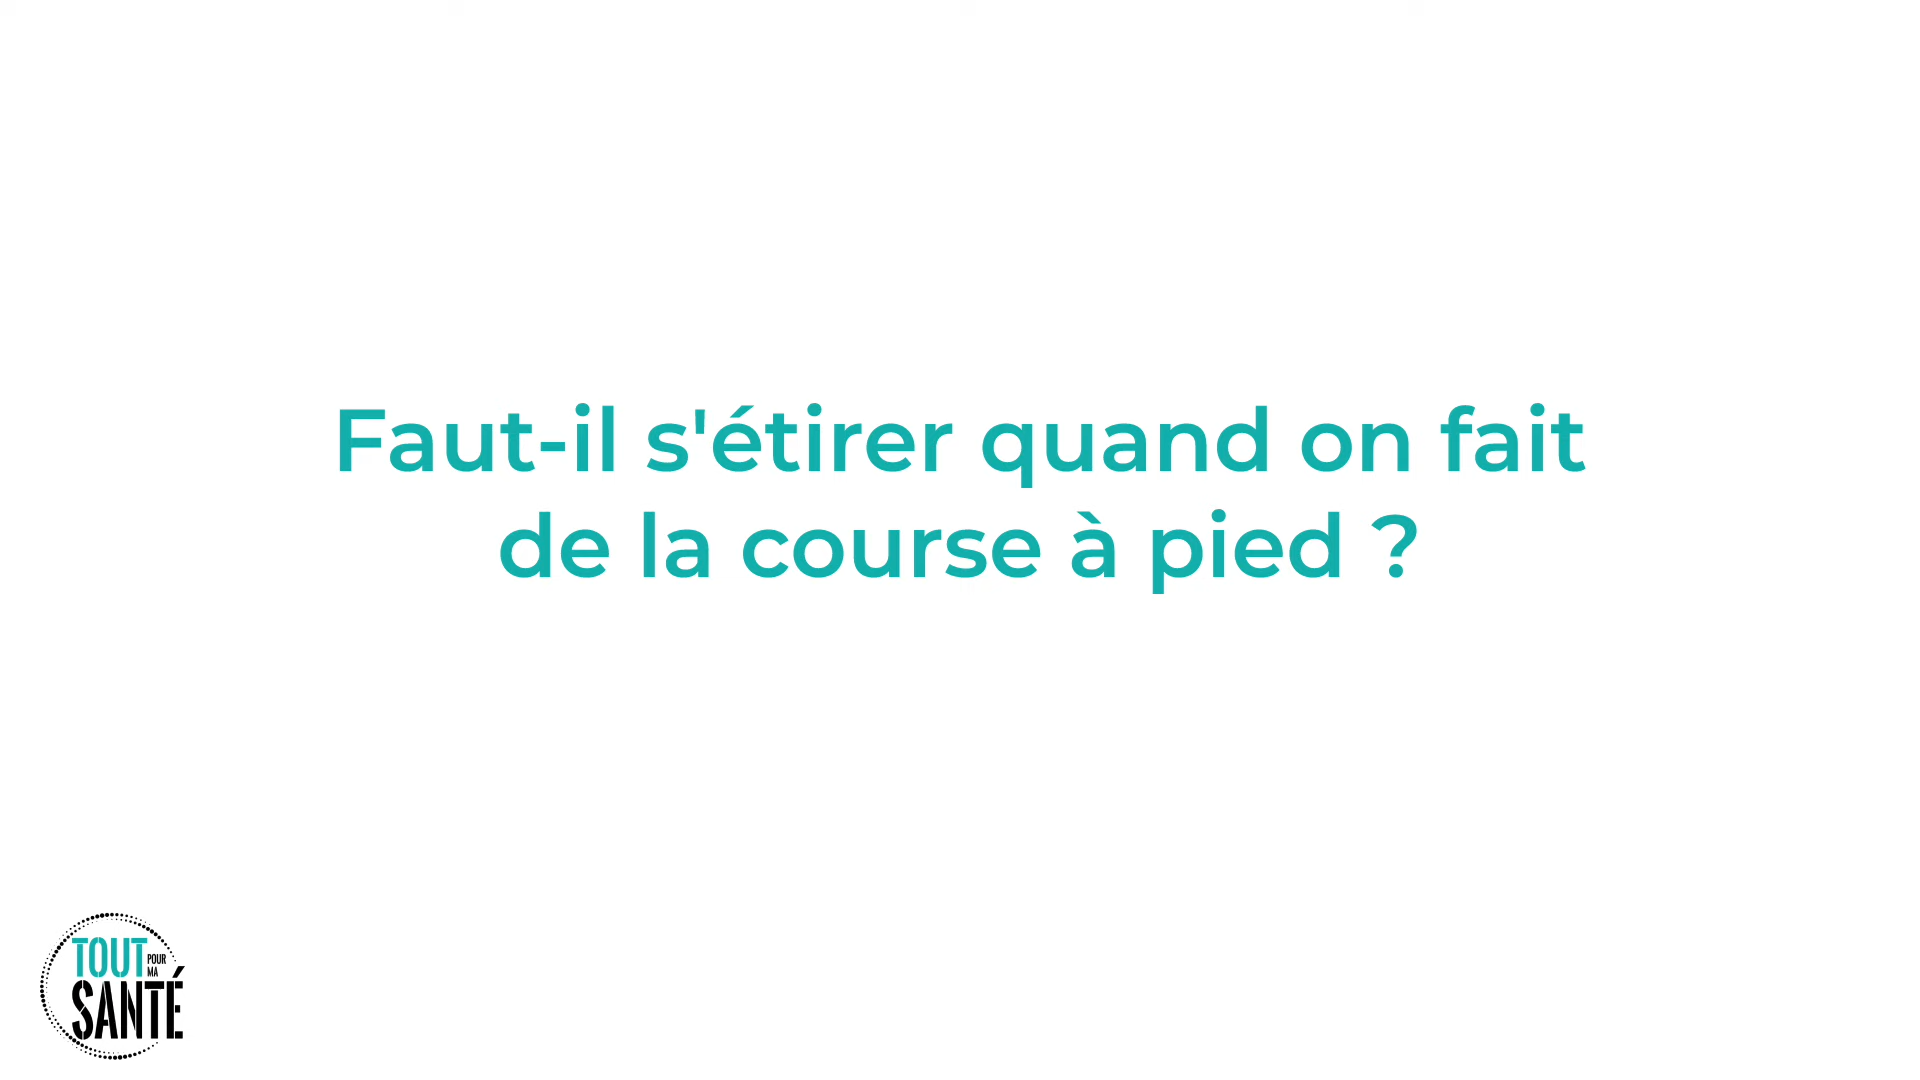 Faut-il s'étirer quand on fait
de la course à pied ?
TOUT
POUR
MA
SANTÉ